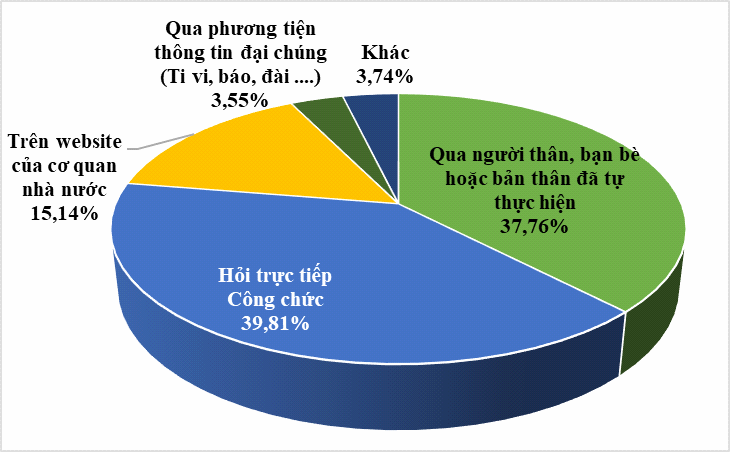 Qua phương tiện
thông tin đại chúng
(Ti vi, báo, đài ....)
3,55%
Khác
3,74%
Trên website
của cơ quan
nhà nước
15,14%
Qua người thân, bạn bè
hoặc bản thân đã tự
thực hiện
37,76%
Hỏi trực tiếp
Công chức
39,81%